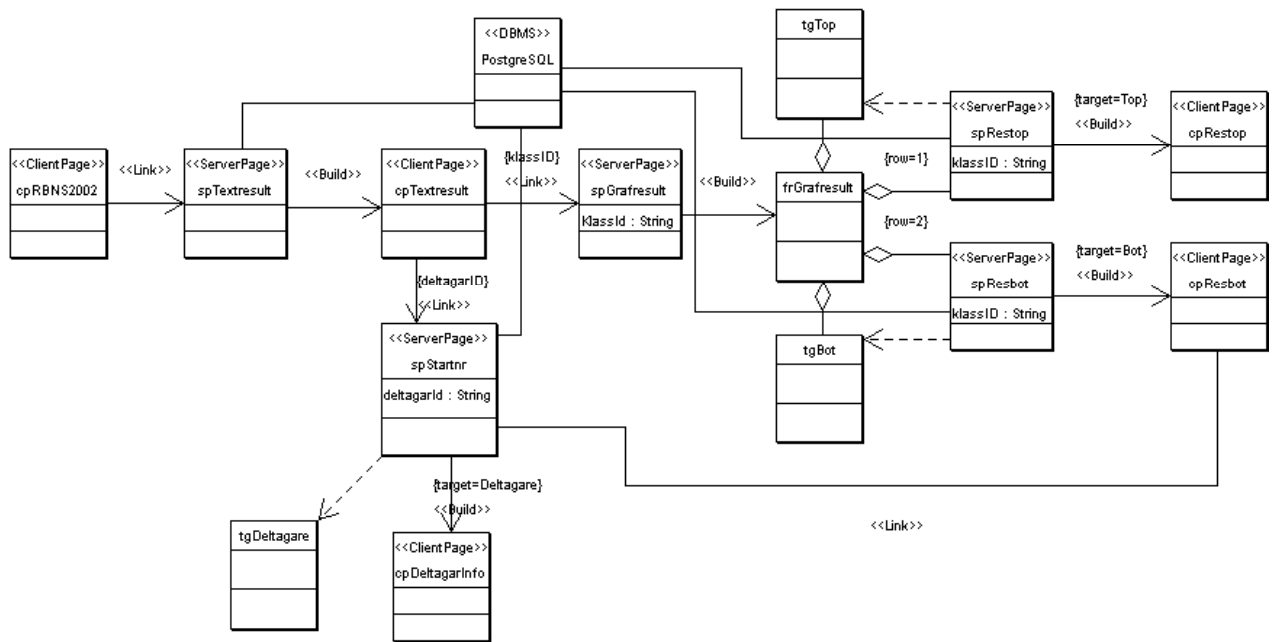 <<DBMS>>
PostgreSQL
tgTop
<<ServerPage>>
spRestop
klassID : String
{target=Top}
<<Build>>
<<ClientPage>>
cpRestop
<<ClientPage>>
cpRBNS2002
<<Link>>
<<ServerPage>>
spTextresult
<<Build>>
<<ClientPage>>
cpTextresult
{klassID}
<<Link>>
<<ServerPage>>
spGrafresult
KlassId : String
<<Build>>
frGrafresult
{row=1}
{row=2}
<<ServerPage>>
spResbot
klassID : String
{target=Bot}
<<Build>>
<<ClientPage>>
cpResbot
{deltagarID}
<<Link>>
<<ServerPage>>
spStartnr
deltagarId : String
tgBot
{target=Deltagare}
<<Build>>
<<Link>>
tgDeltagare
<<ClientPage>>
cpDeltagarInfo